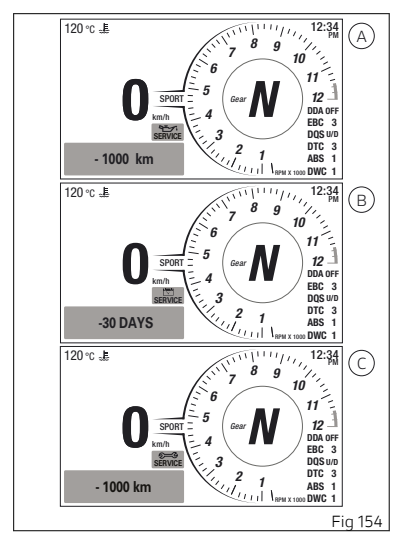 120 °C
12:34
PM
A
0
km/h
SPORT
Gear
N
1
2
3
4
5
6
7
8
9
10
11
12
RPM X 1000
SERVICE
- 1000 km
DDA OFF
EBC 3
DQS U/D
DTC 3
ABS 1
DWC 1
120 °C
12:34
PM
B
0
km/h
SPORT
Gear
N
1
2
3
4
5
6
7
8
9
10
11
12
RPM X 1000
SERVICE
-30 DAYS
DDA OFF
EBC 3
DQS U/D
DTC 3
ABS 1
DWC 1
120 °C
12:34
PM
C
0
km/h
SPORT
Gear
N
1
2
3
4
5
6
7
8
9
10
11
12
RPM X 1000
SERVICE
- 1000 km
DDA OFF
EBC 3
DQS U/D
DTC 3
ABS 1
DWC 1
Fig 154